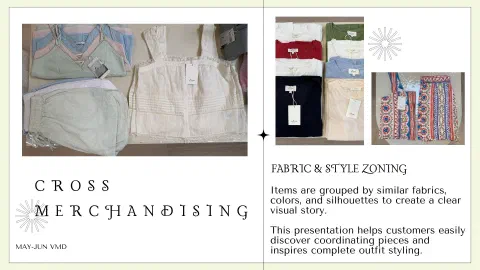 CROSS
MERCHANDISING
MAY-JUN VMD
FABRIC & STYLE ZONING
Items are grouped by similar fabrics,
colors, and silhouettes to create a clear
visual story.
This presentation helps customers easily
discover coordinating pieces and
inspires complete outfit styling.